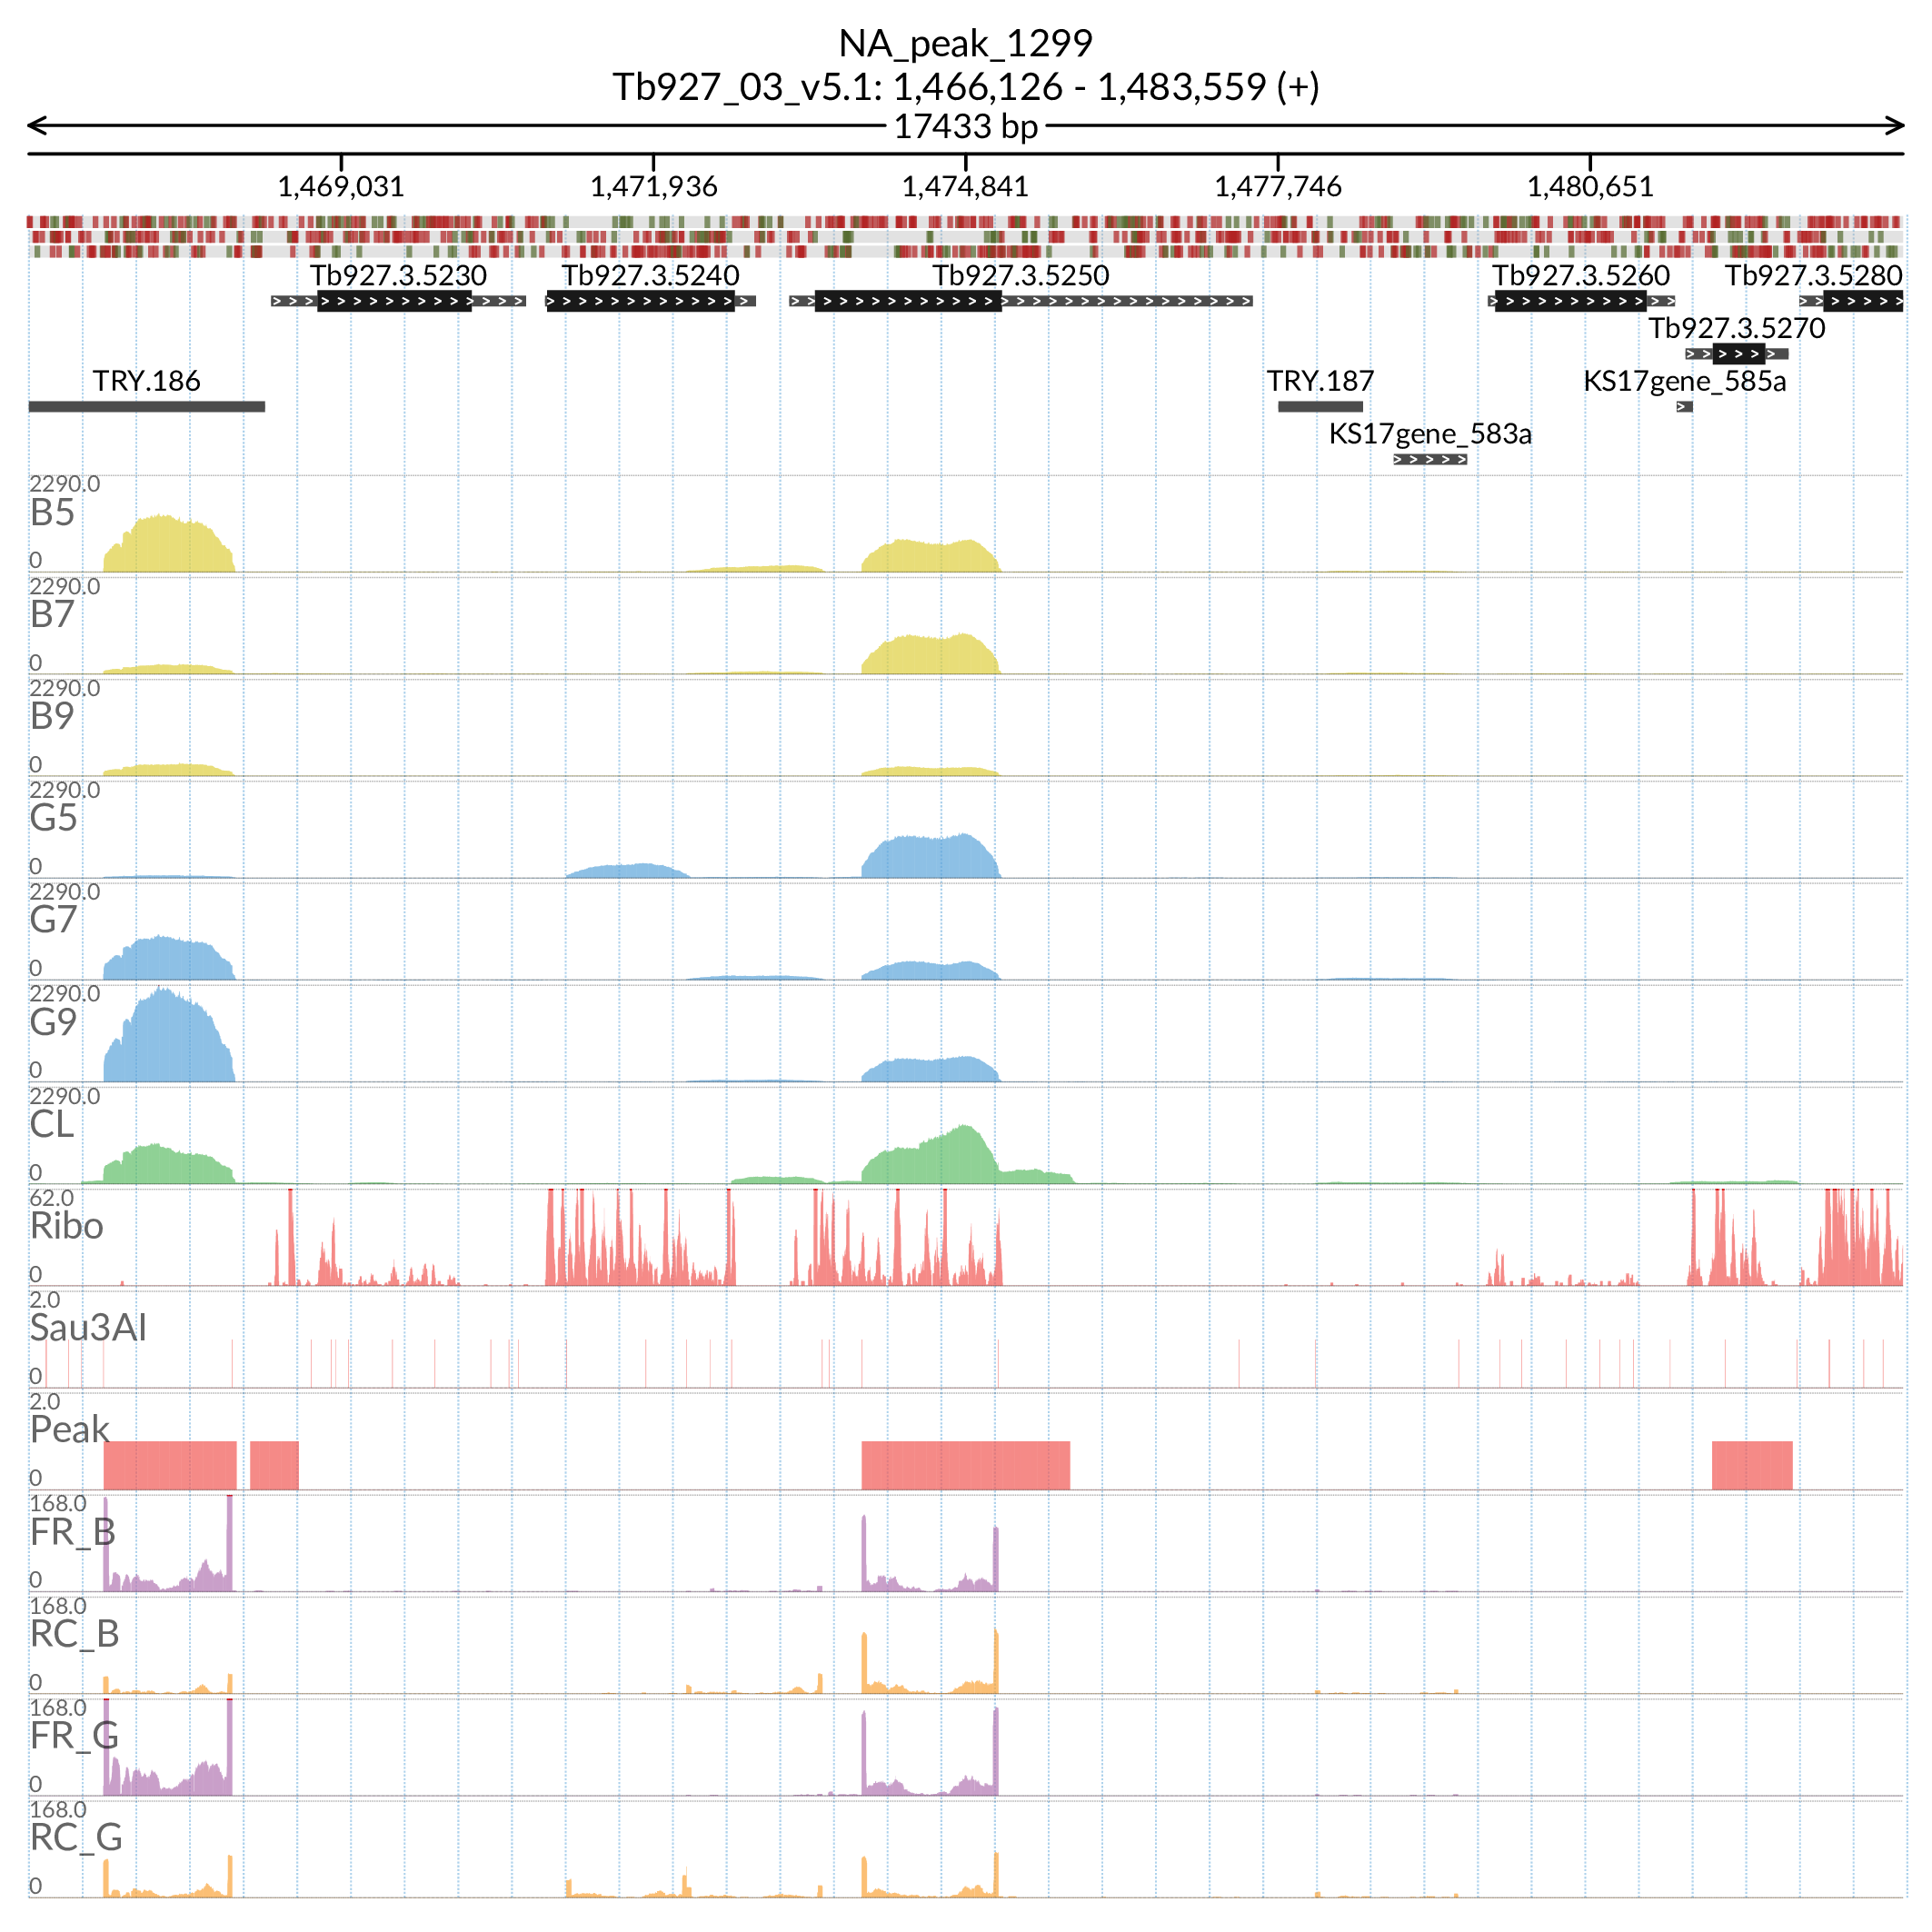 NA_peak_1299
Tb927_03_v5.1: 1,466,126 - 1,483,559 (+)
17433 bp
1,469,031 1,471,936 1,474,841 1,477,746 1,480,651
Tb927.3.5230 Tb927.3.5240 Tb927.3.5250 Tb927.3.5260 Tb927.3.5280
Tb927.3.5270
TRY.186 TRY.187 KS17gene_585a
KS17gene_583a
2290.0
B5
0
2290.0
B7
0
2290.0
B9
0
2290.0
G5
0
2290.0
G7
0
2290.0
G9
0
2290.0
CL
0
62.0
Ribo
0
2.0
Sau3AI
0
2.0
Peak
0
168.0
FR_B
0
168.0
RC_B
0
168.0
FR_G
0
168.0
RC_G
0